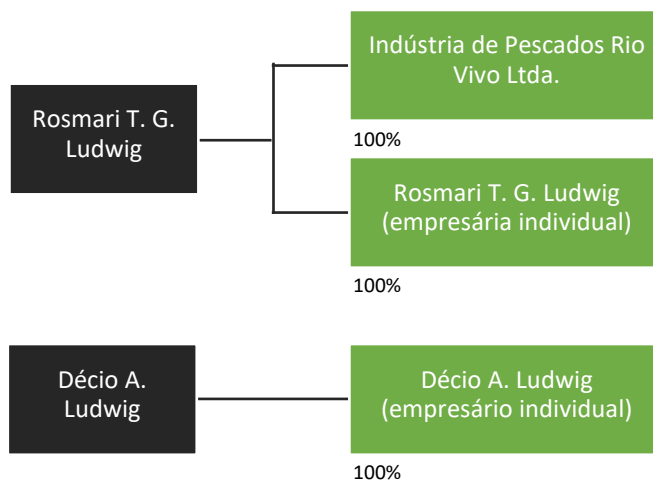 Indústria de Pescados Rio
Vivo Ltda.
Rosmari T. G.
Ludwig
100%
Rosmari T. G. Ludwig
(empresária individual)
100%
Décio A.
Ludwig
Décio A. Ludwig
(empresário individual)
100%